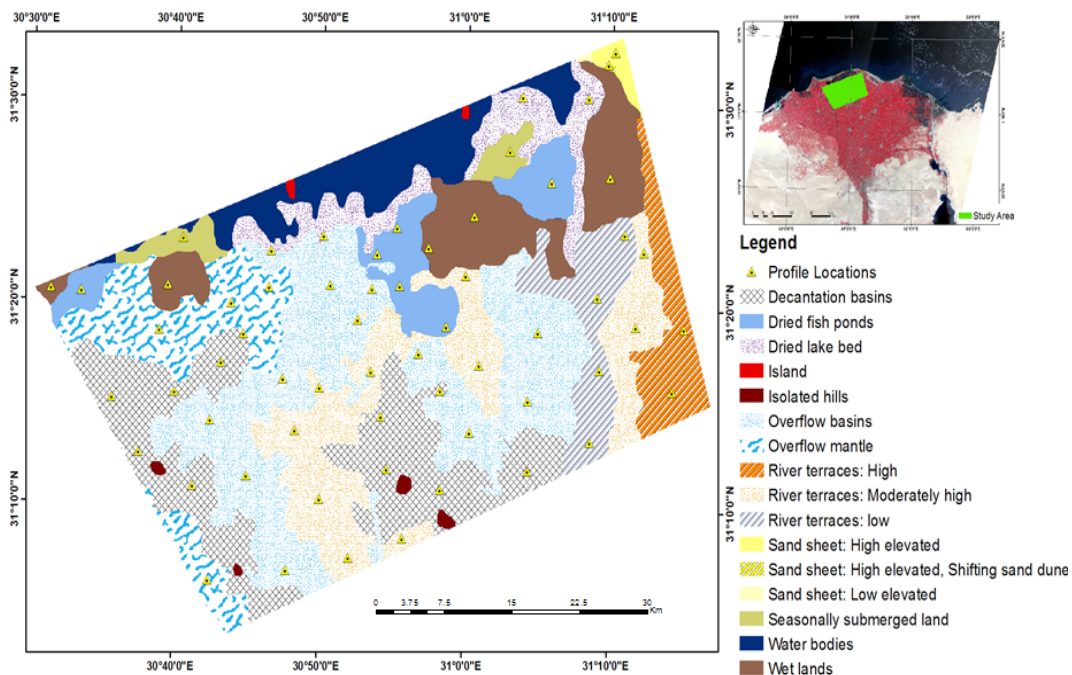 30°30'0"E 30°40'0"E 30°50'0"E 31°0'0"E 31°10'0"E
31°30'0"N
31°20'0"N
31°10'0"N
31°30'0"N
31°20'0"N
31°10'0"N
30°40'0"E 30°50'0"E 31°0'0"E 31°10'0"E
0 3.75 7.5 15 22.5 30
Km
Study Area
Legend
Profile Locations
Decantation basins
Dried fish ponds
Dried lake bed
Island
Isolated hills
Overflow basins
Overflow mantle
River terraces: High
River terraces: Moderately high
River terraces: low
Sand sheet: High elevated
Sand sheet: High elevated, Shifting sand dune
Sand sheet: Low elevated
Seasonally submerged land
Water bodies
Wet lands